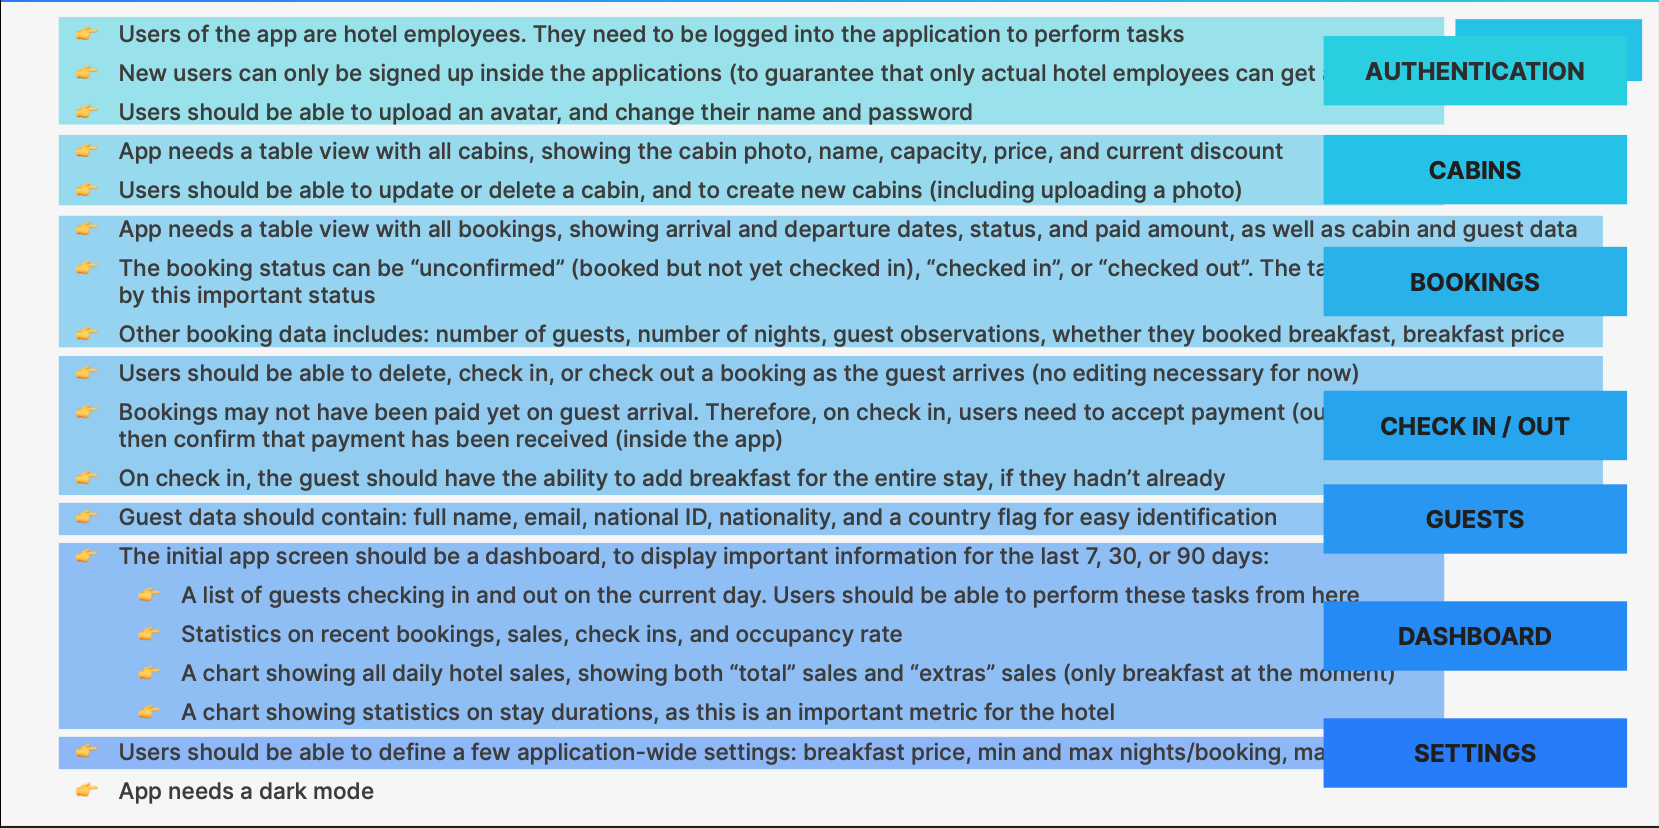 Users of the app are hotel employees. They need to be logged into the application to perform tasks
New users can only be signed up inside the applications (to guarantee that only actual hotel employees can get
AUTHENTICATION
Users should be able to upload an avatar, and change their name and password
App needs a table view with all cabins, showing the cabin photo, name, capacity, price, and current discount
CABINS
Users should be able to update or delete a cabin, and to create new cabins (including uploading a photo)
App needs a table view with all bookings, showing arrival and departure dates, status, and paid amount, as well as cabin and guest data
The booking status can be “unconfirmed” (booked but not yet checked in), “checked in”, or “checked out”. The
by this important status
BOOKINGS
Other booking data includes: number of guests, number of nights, guest observations, whether they booked breakfast, breakfast price
Users should be able to delete, check in, or check out a booking as the guest arrives (no editing necessary for now)
Bookings may not have been paid yet on guest arrival. Therefore, on check in, users need to accept payment
then confirm that payment has been received (inside the app)
CHECK IN / OUT
On check in, the guest should have the ability to add breakfast for the entire stay, if they hadn’t already
Guest data should contain: full name, email, national ID, nationality, and a country flag for easy identification
GUESTS
The initial app screen should be a dashboard, to display important information for the last 7, 30, or 90 days:
A list of guests checking in and out on the current day. Users should be able to perform these tasks from here
Statistics on recent bookings, sales, check ins, and occupancy rate
DASHBOARD
A chart showing all daily hotel sales, showing both “total” sales and “extras” sales (only breakfast at the moment)
A chart showing statistics on stay durations, as this is an important metric for the hotel
Users should be able to define a few application-wide settings: breakfast price, min and max nights/booking,
SETTINGS
App needs a dark mode